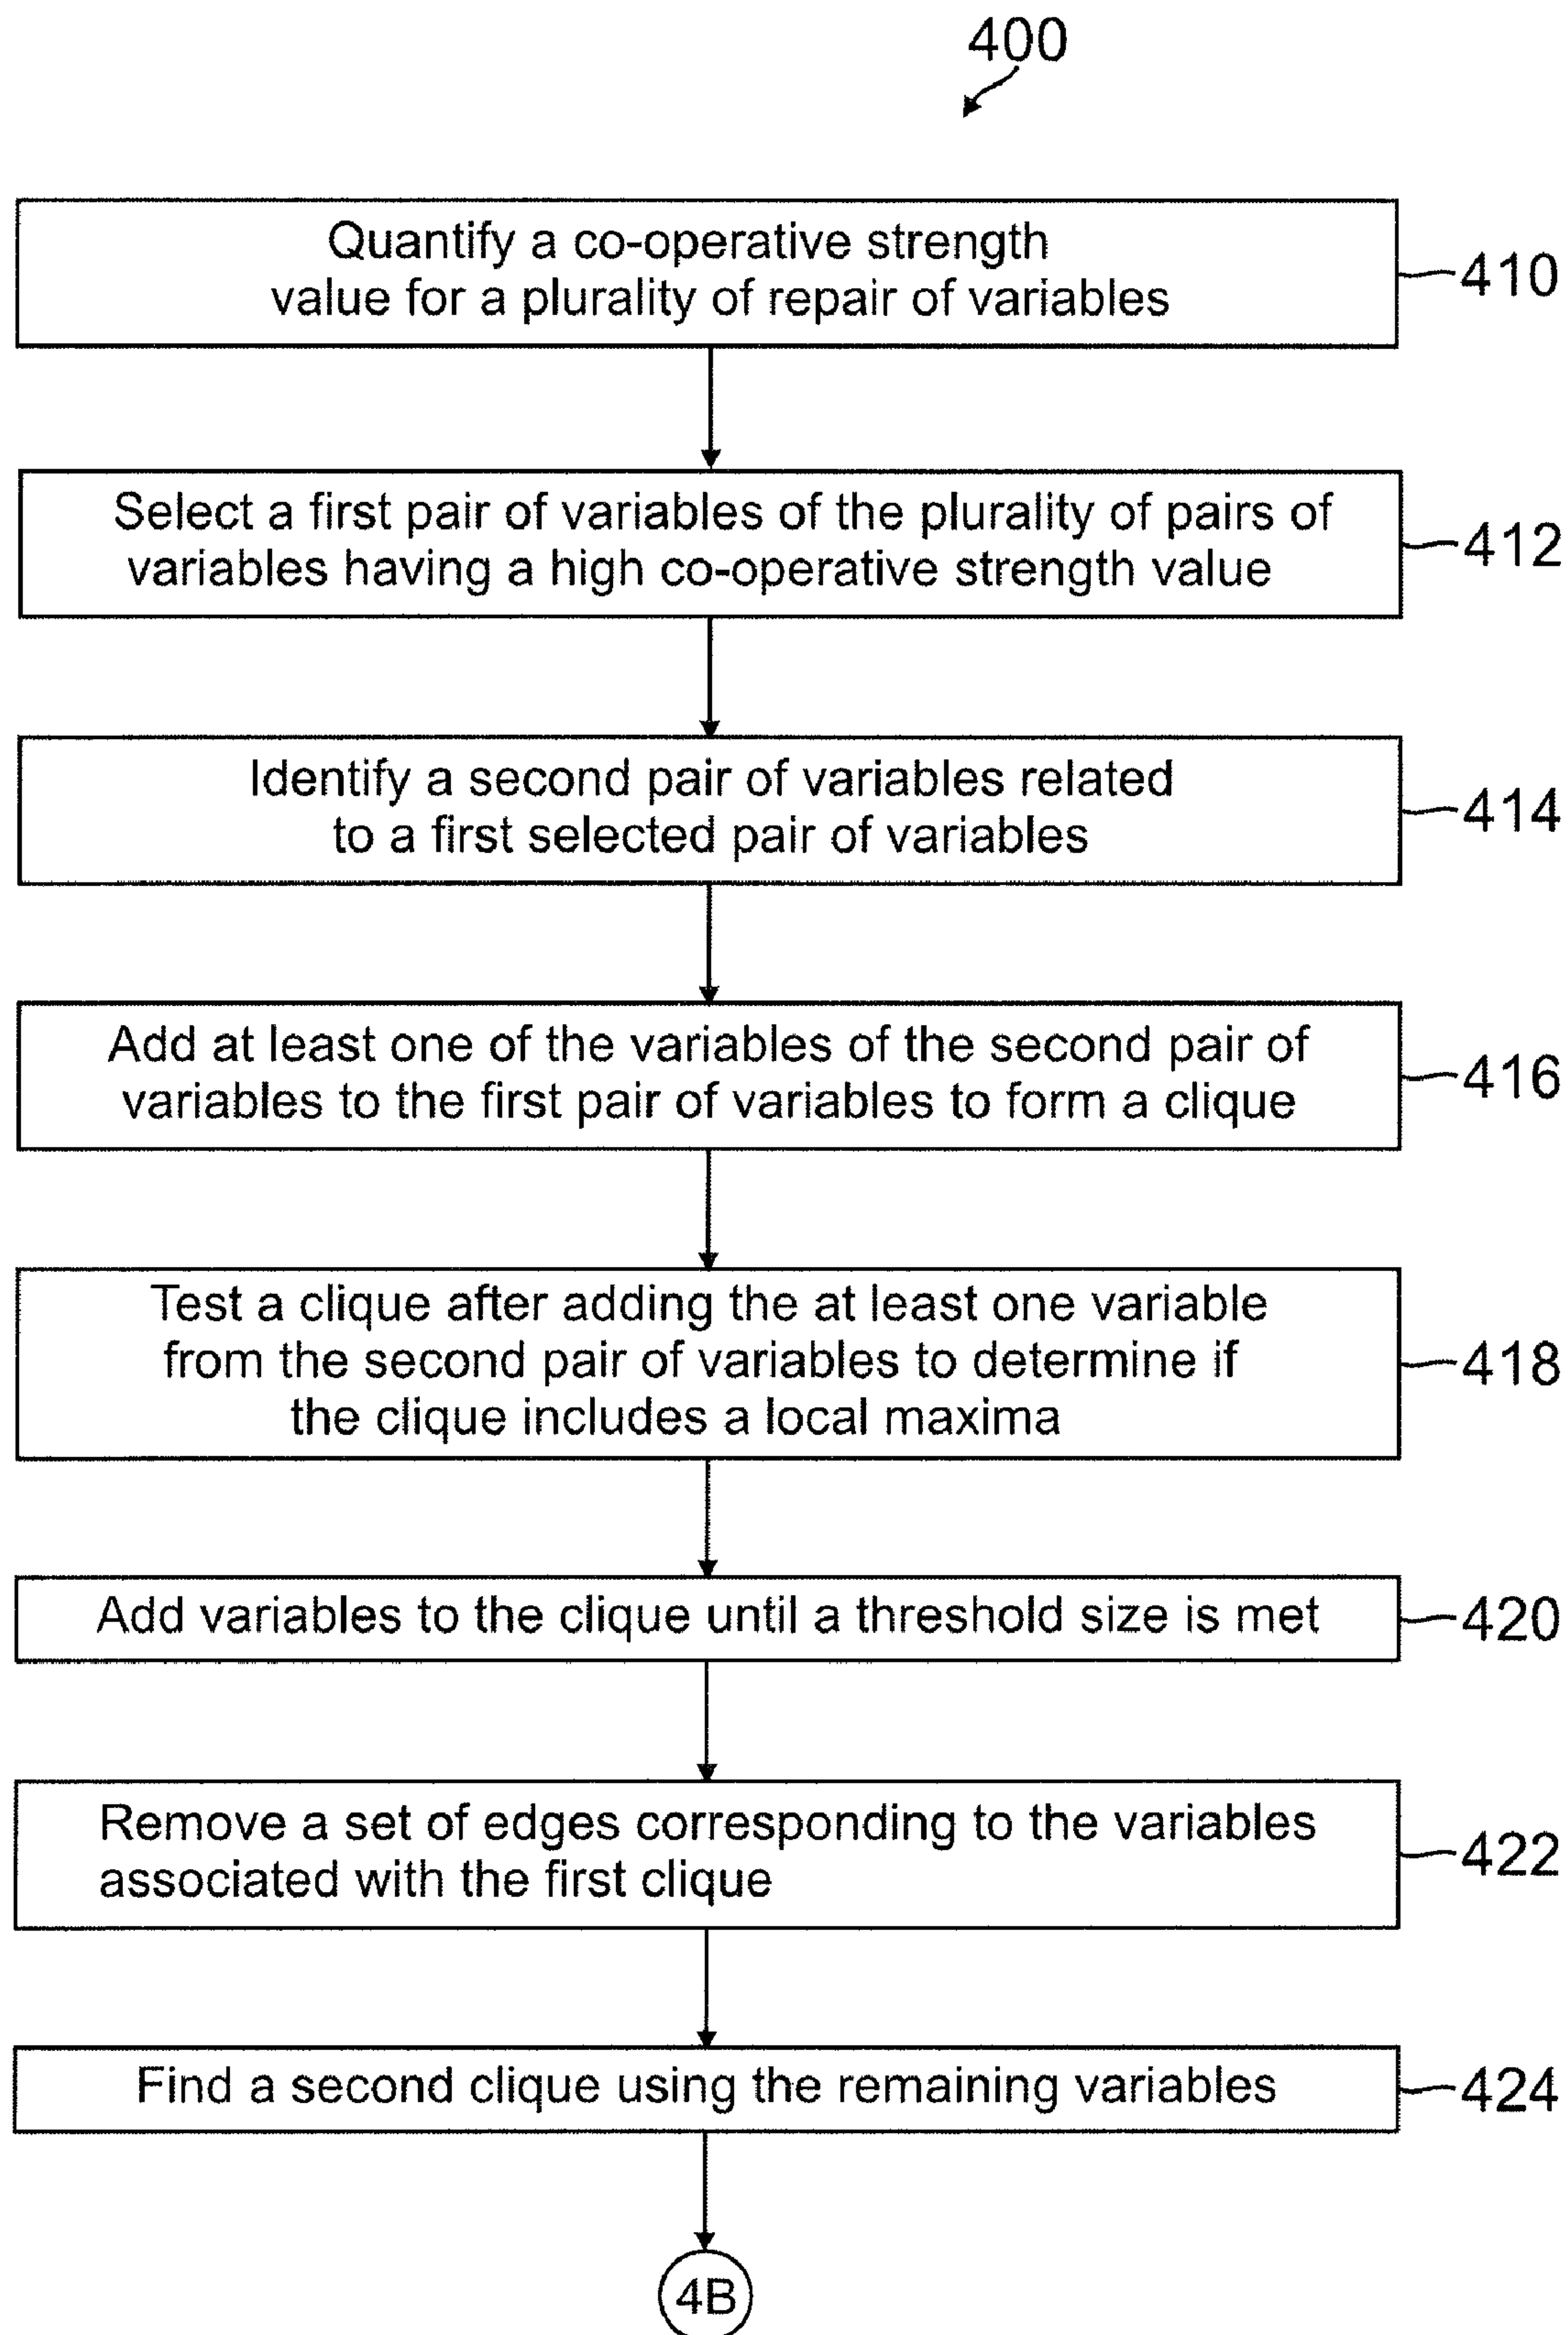 400
Quantify a co-operative strength
value for a plurality of repair of variables
410
Select a first pair of variables of the plurality of pairs of
variables having a high co-operative strength value
412
Identify a second pair of variables related
to a first selected pair of variables
414
Add at least one of the variables of the second pair of
variables to the first pair of variables to form a clique
416
Test a clique after adding the at least one variable
from the second pair of variables to determine if
the clique includes a local maxima
418
Add variables to the clique until a threshold size is met
420
Remove a set of edges corresponding to the variables
associated with the first clique
422
Find a second clique using the remaining variables
424
4B